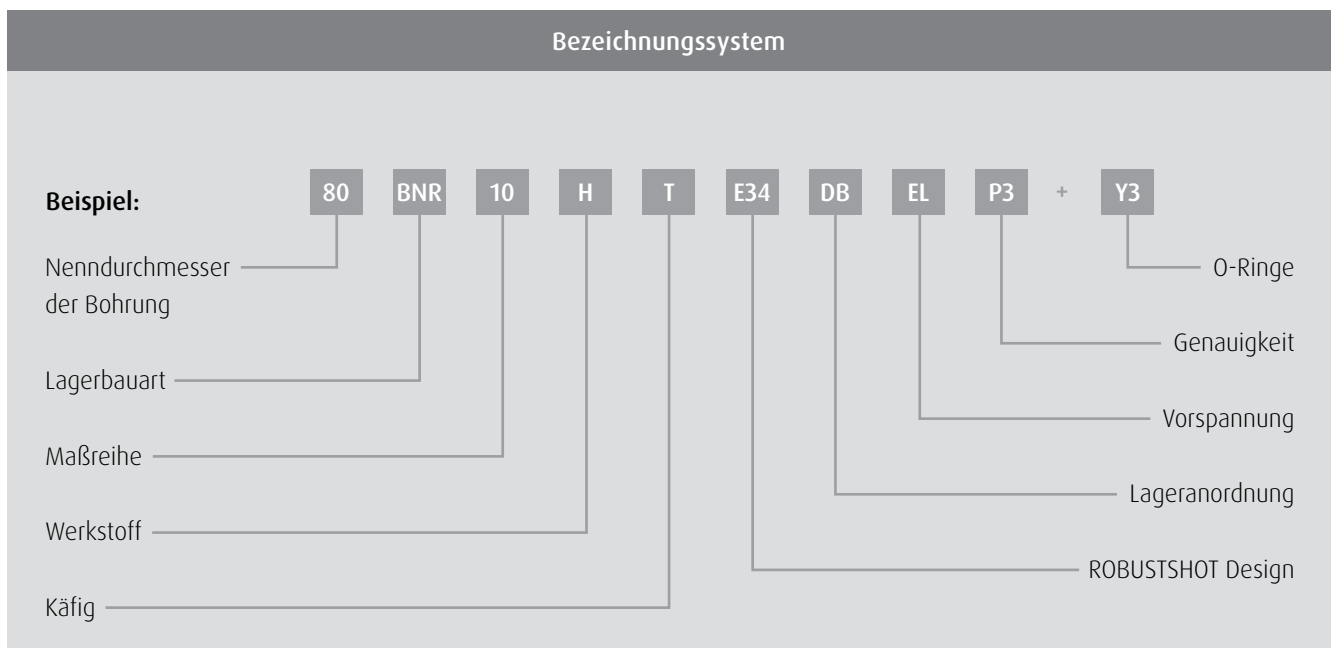 Bezeichnungssystem
Beispiel: 80 BNR 10 H T E34 DB EL P3 + Y3
Nenndurchmesser
der Bohrung
O-Ringe
Genauigkeit
Lagerbauart
Vorspannung
Maßreihe
Lageranordnung
Werkstoff
ROBUSTSHOT Design
Käfig